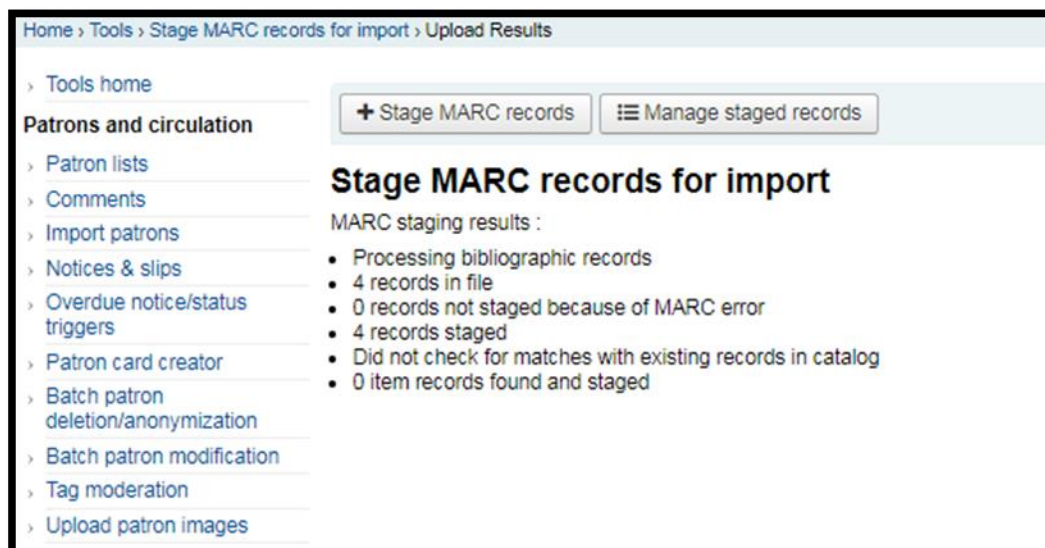 Home › Tools › Stage MARC records for import › Upload Results
› Tools home
Patrons and circulation
› Patron lists
› Comments
› Import patrons
› Notices & slips
› Overdue notice/status
triggers
› Patron card creator
› Batch patron
deletion/anonymization
› Batch patron modification
› Tag moderation
› Upload patron images
+ Stage MARC records
Manage staged records
Stage MARC records for import
MARC staging results :
• Processing bibliographic records
• 4 records in file
• 0 records not staged because of MARC error
• 4 records staged
• Did not check for matches with existing records in catalog
• 0 item records found and staged